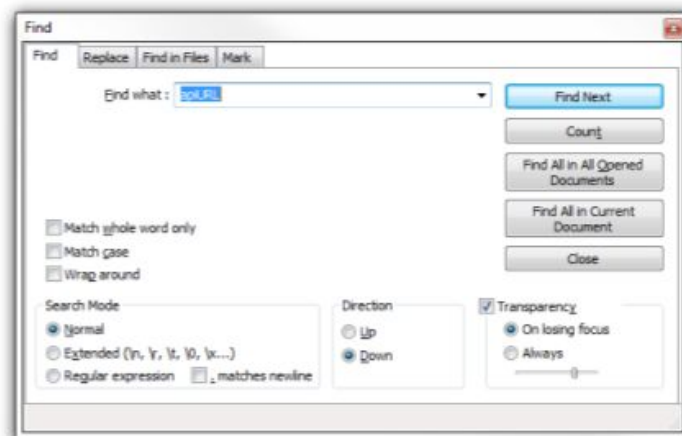 Find
Find Replace Find in Files Mark
Find what : apiURL
Find Next
Count
Find All in All Opened
Documents
Find All in Current
Document
Close
Match whole word only
Match case
Wrap around
Search Mode
Normal
Extended (\n, \r, \t, \0, \x...)
Regular expression . matches newline
Direction
Up
Down
Transparency
On losing focus
Always